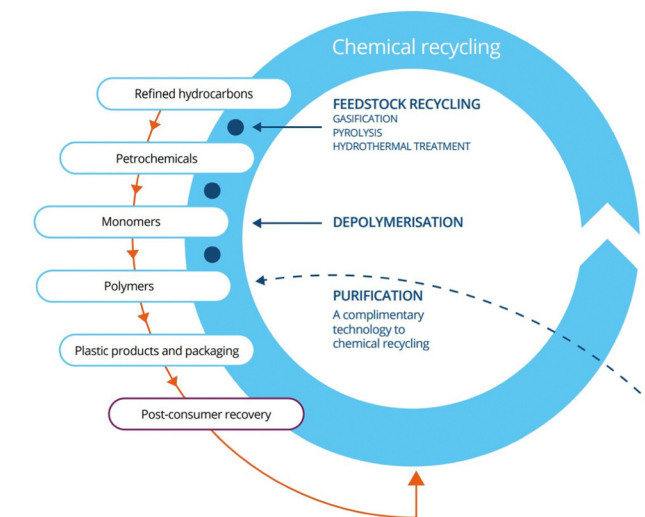 Chemical recycling
Refined hydrocarbons
FEEDSTOCK RECYCLING
GASIFICATION
PYROLYSIS
HYDROTHERMAL TREATMENT
Petrochemicals
Monomers
DEPOLYMERISATION
Polymers
PURIFICATION
A complimentary
technology to
chemical recycling
Plastic products and packaging
Post-consumer recovery